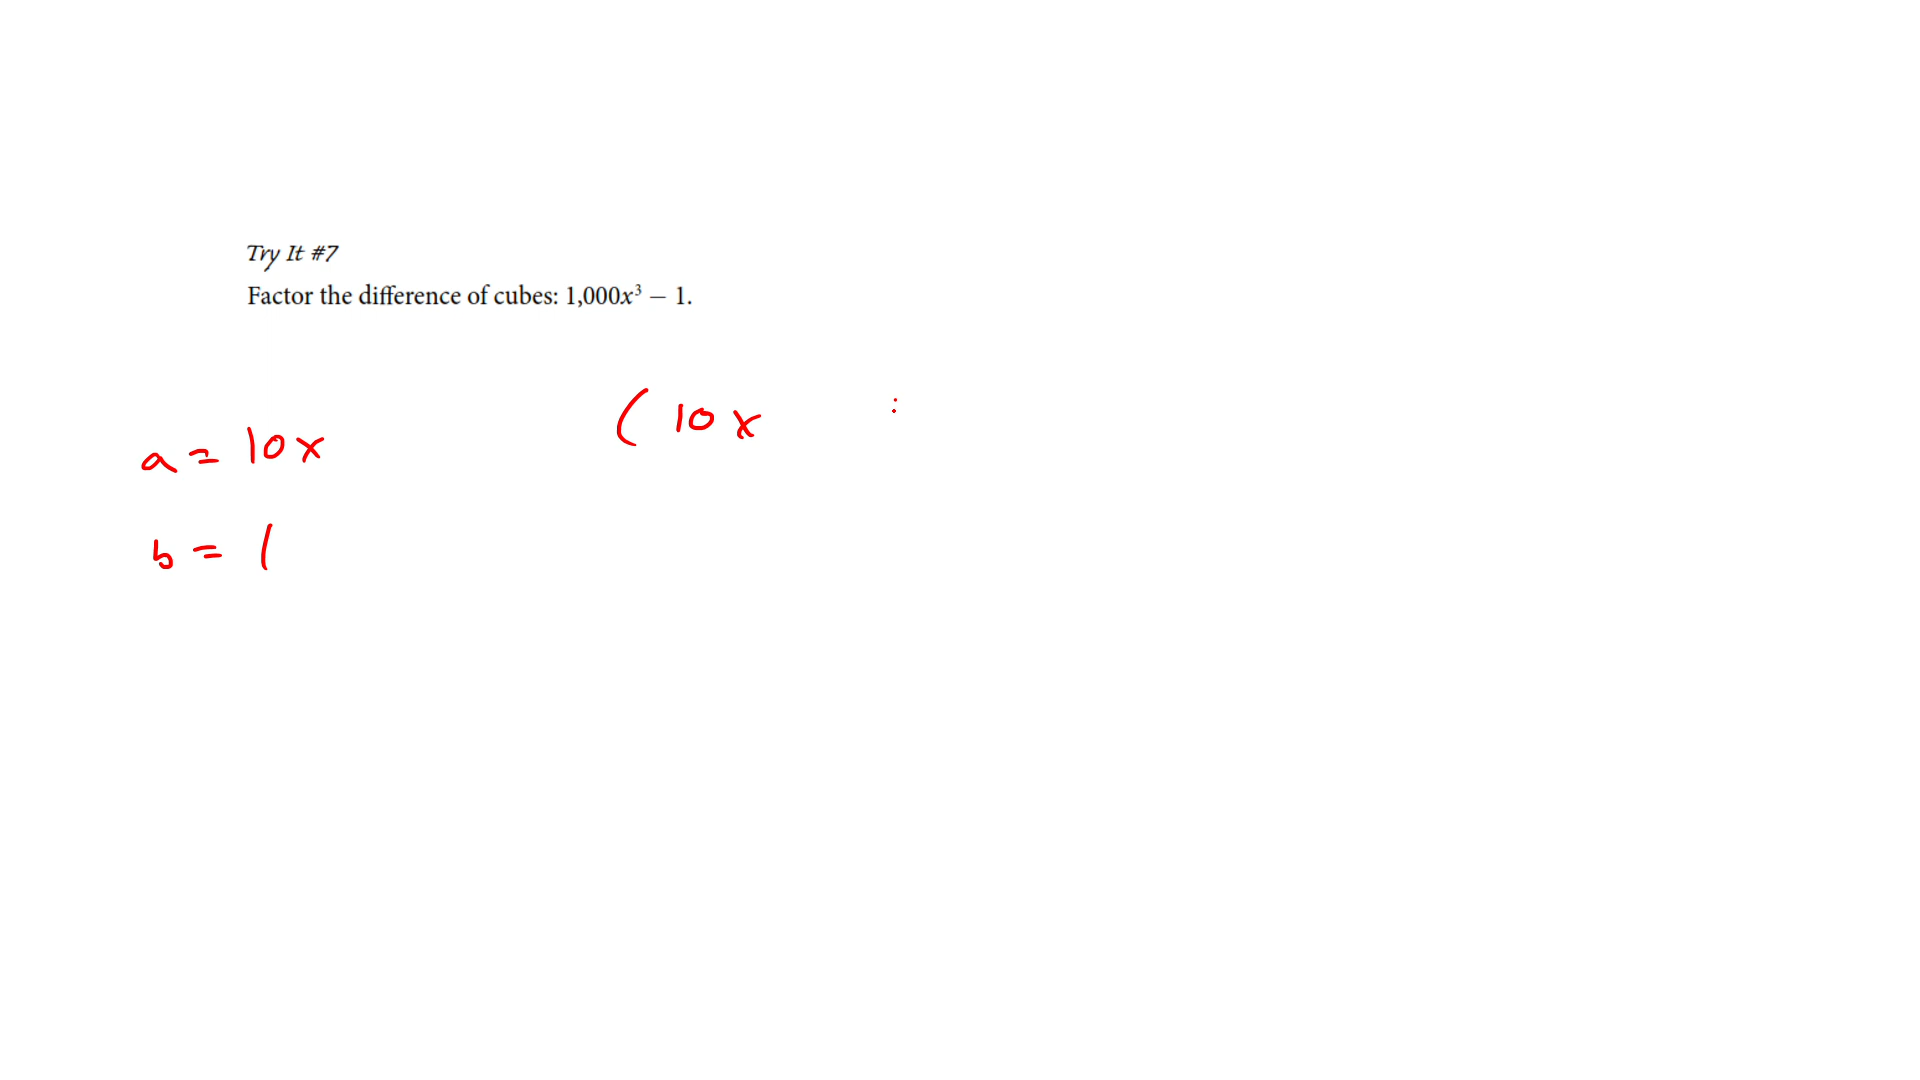 Try It #7
Factor the difference of cubes: 1,000x³ − 1.
( 10x
a = 10x
b = 1